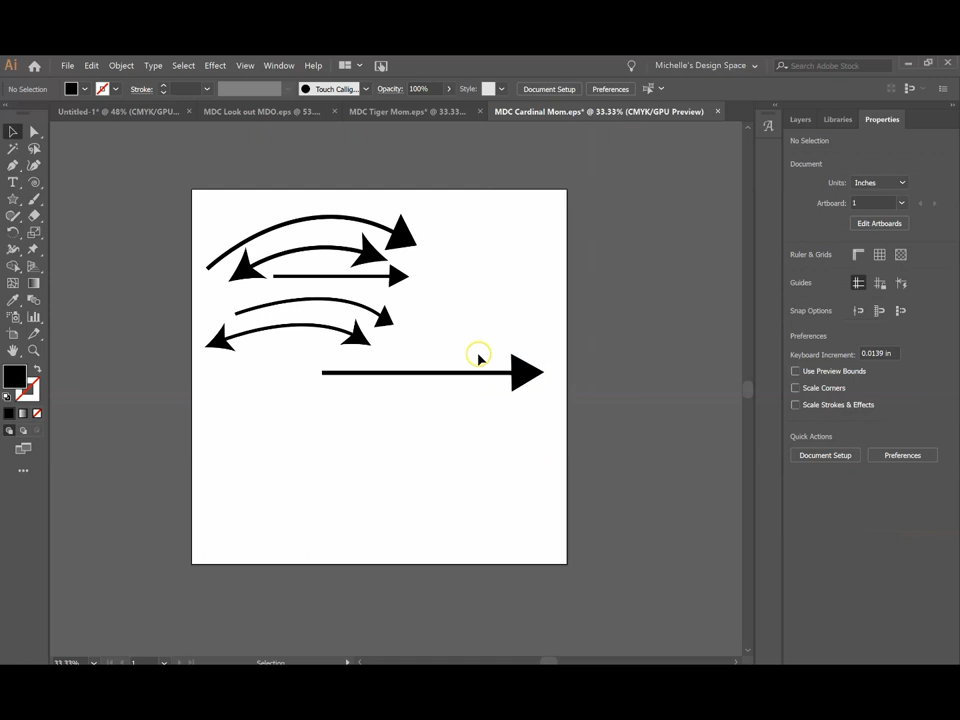 Ai File Edit Object Type Select Effect View Window Help Michelle's Design Space Search Adobe Stock
No Selection Stroke: Touch Callig... Opacity: 100% Style: Document Setup Preferences
Untitled-1* @ 48% (CMYK/GPU... × MDC Look out MDO.eps @ 53.... × MDC Tiger Mom.eps* @ 33.33... × MDC Cardinal Mom.eps* @ 33.33% (CMYK/GPU Preview) ×
Layers Libraries Properties
No Selection
Document
Units: Inches
Artboard: 1
Edit Artboards
Ruler & Grids
Guides
Snap Options
Preferences
Keyboard Increment: 0.0139 in
Use Preview Bounds
Scale Corners
Scale Strokes & Effects
Quick Actions
Document Setup Preferences
33.33% 1 Selection